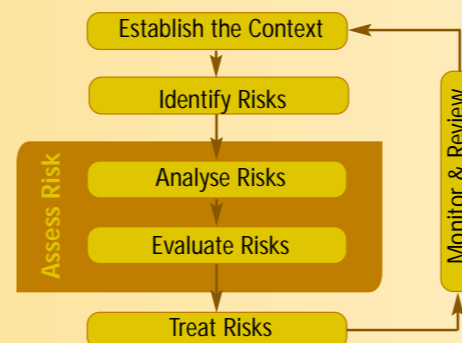 Establish the Context
Identify Risks
Assess Risk
Analyse Risks
Evaluate Risks
Treat Risks
Monitor & Review